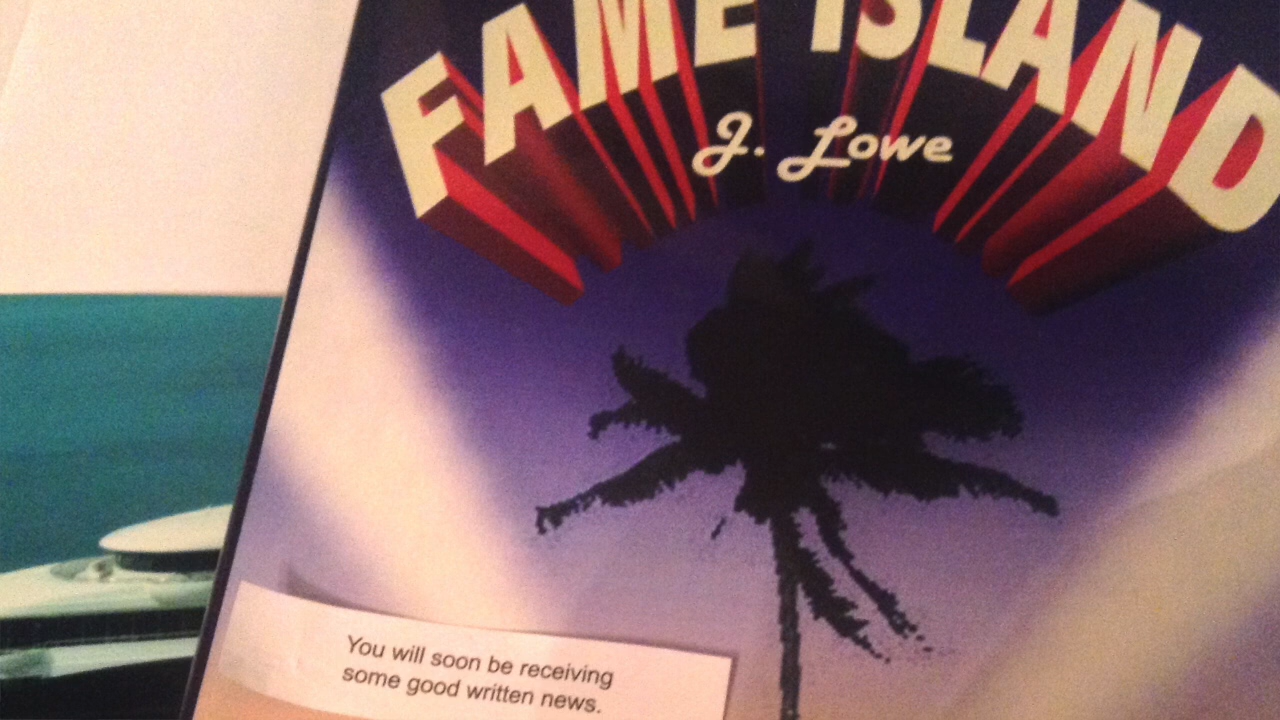 FAME ISLAND
J. Lowe
You will soon be receiving
some good written news.